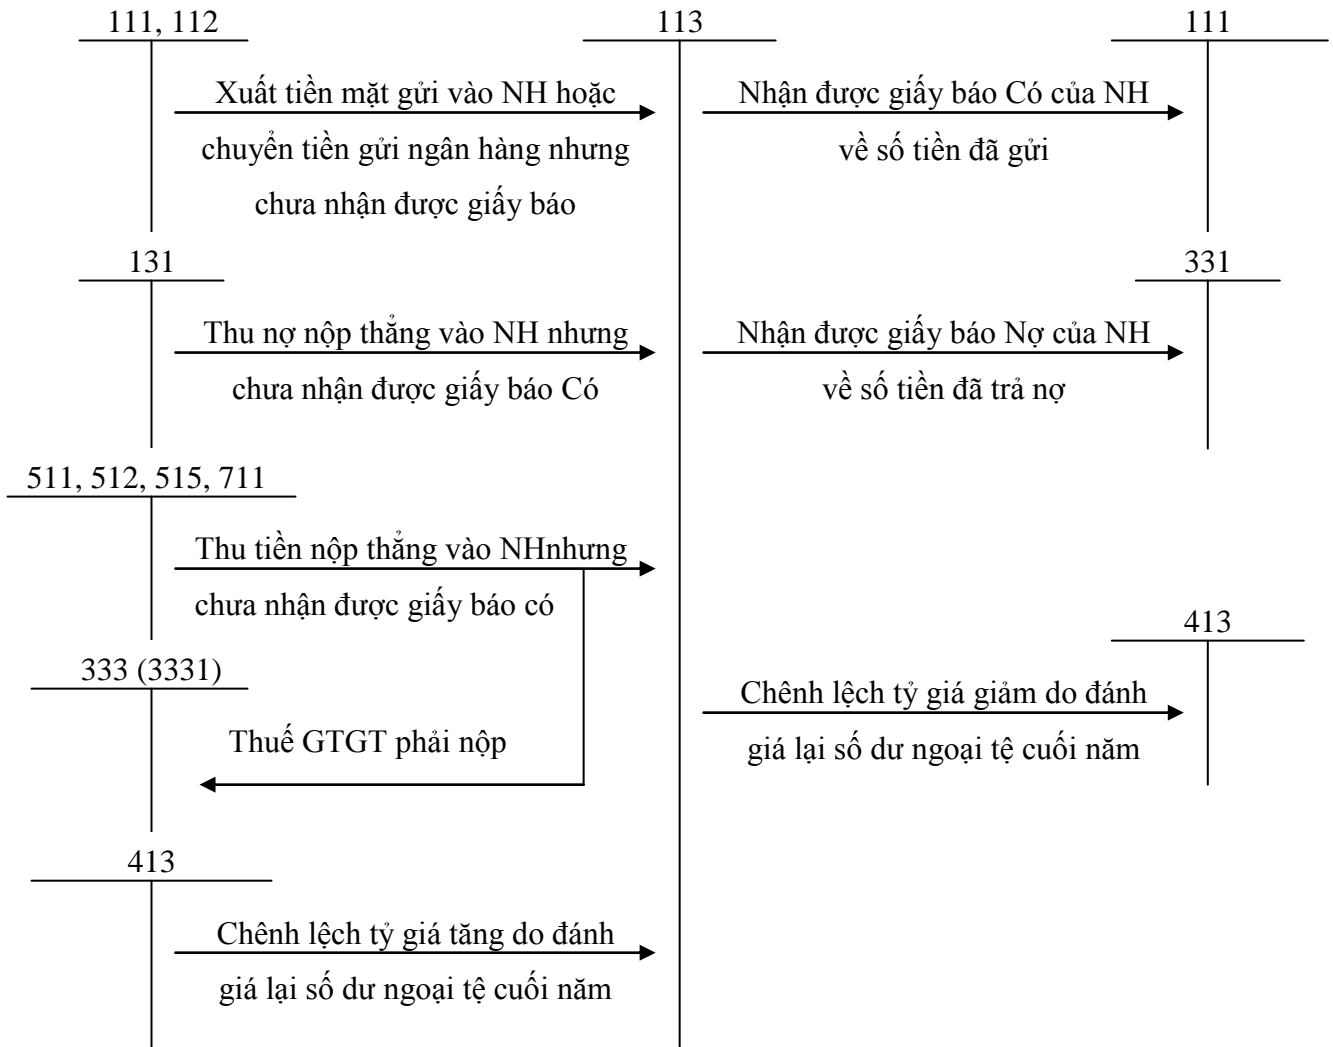 111, 112
113
111
Xuất tiền mặt gửi vào NH hoặc
chuyển tiền gửi ngân hàng nhưng
chưa nhận được giấy báo
Nhận được giấy báo Có của NH
về số tiền đã gửi
131
331
Thu nợ nộp thẳng vào NH nhưng
chưa nhận được giấy báo Có
Nhận được giấy báo Nợ của NH
về số tiền đã trả nợ
511, 512, 515, 711
Thu tiền nộp thẳng vào NHnhưng
chưa nhận được giấy báo có
413
333 (3331)
Thuế GTGT phải nộp
Chênh lệch tỷ giá giảm do đánh
giá lại số dư ngoại tệ cuối năm
413
Chênh lệch tỷ giá tăng do đánh
giá lại số dư ngoại tệ cuối năm